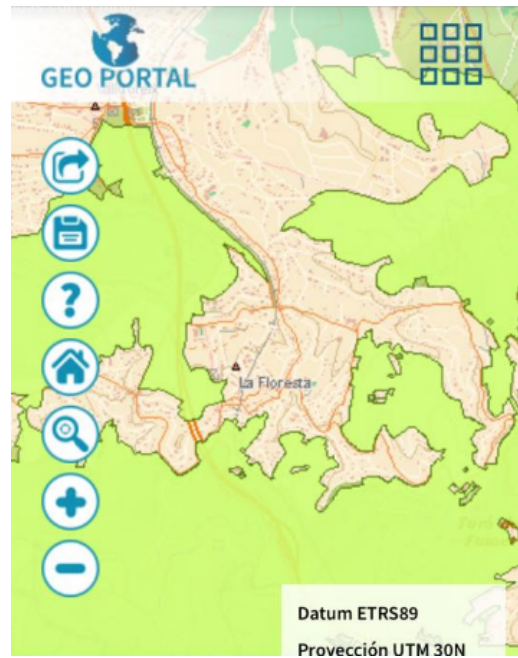 GEO PORTAL
?
La Floresta
Datum ETRS89
Proyección UTM 30N